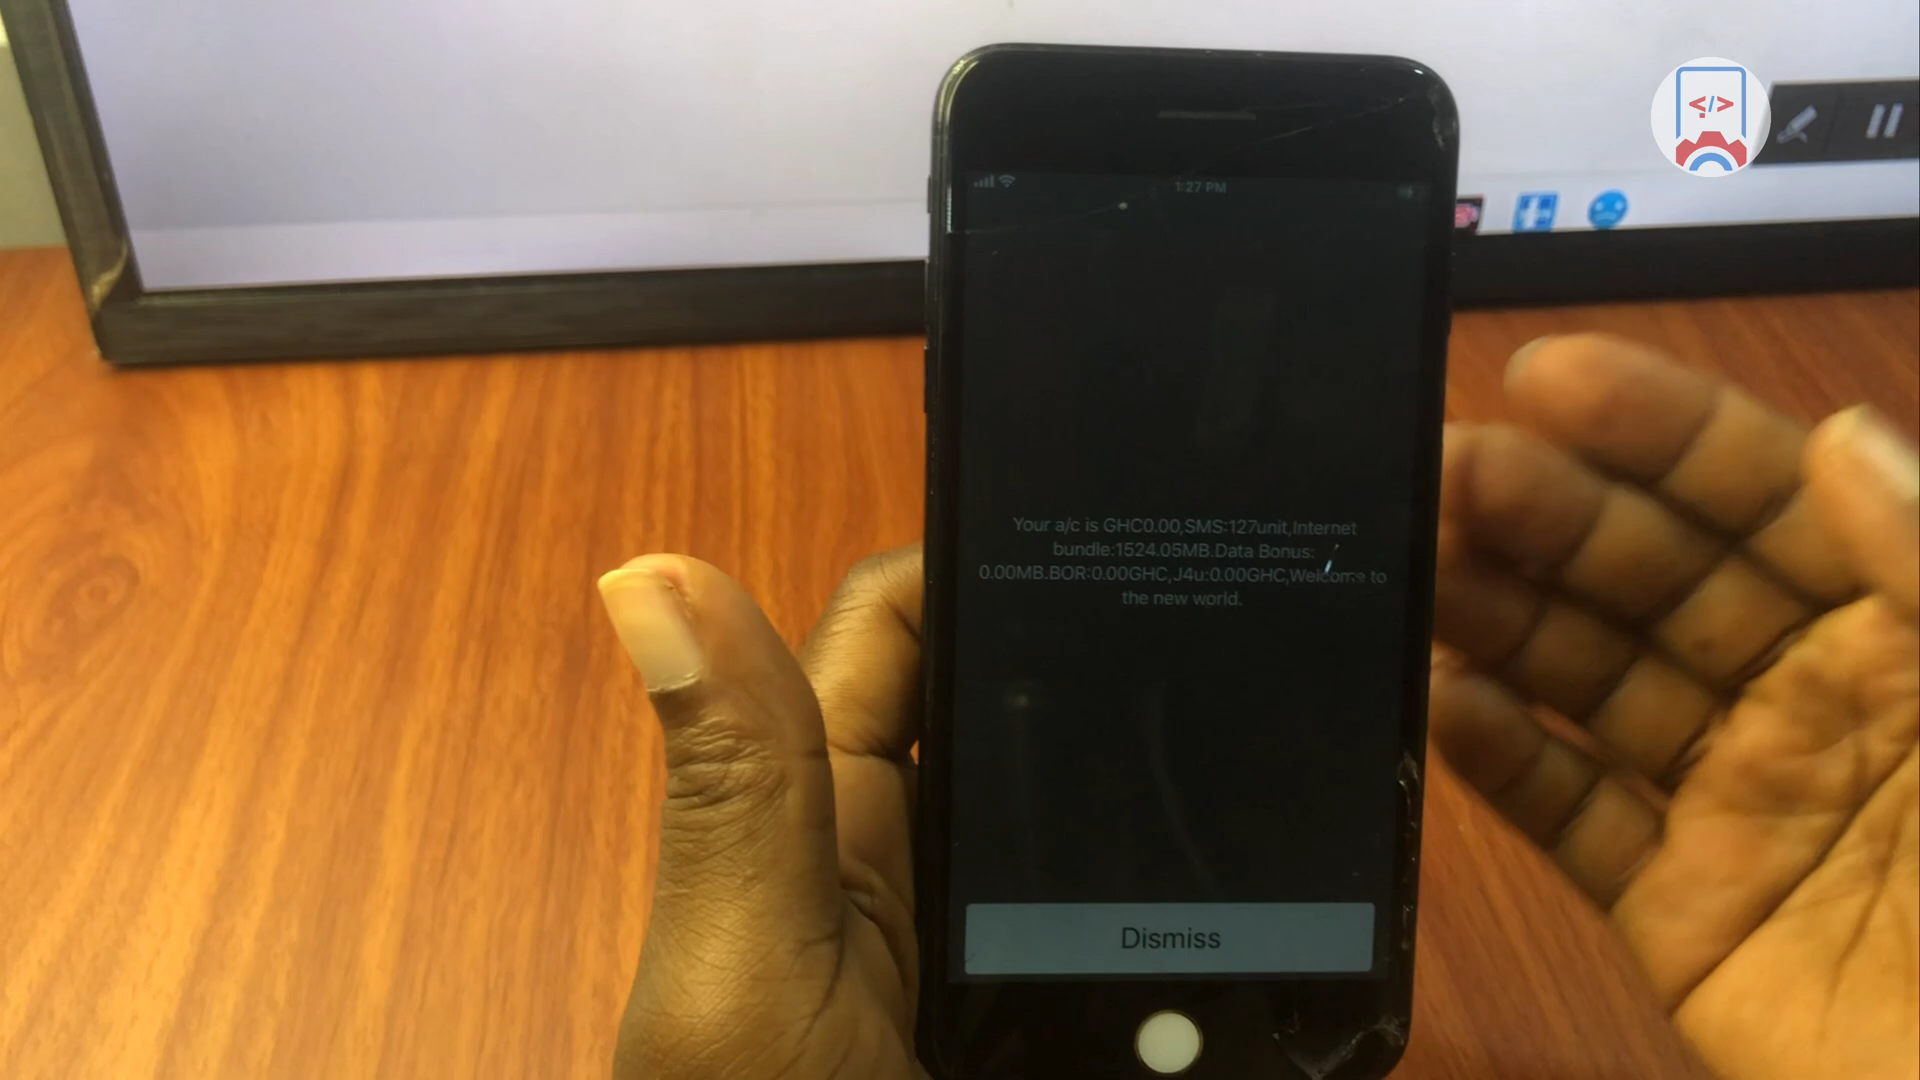 1:27 PM
Your a/c is GHC0.00,SMS:127unit,Internet
bundle:1524.05MB.Data Bonus:
0.00MB.BOR:0.00GHC,J4u:0.00GHC,Welcome to
the new world.
Dismiss